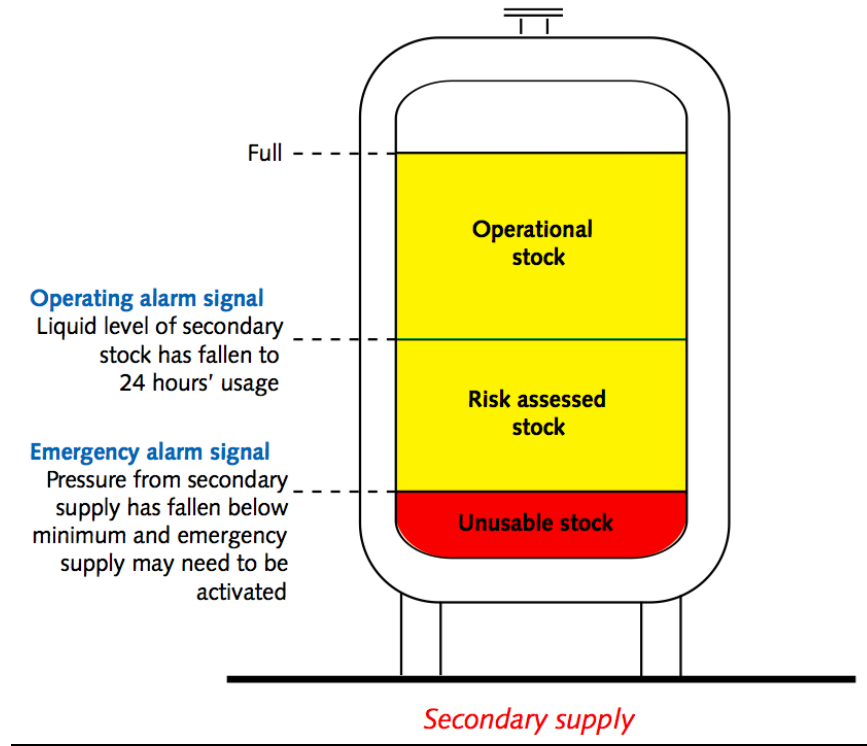 Full
Operational
stock
Operating alarm signal
Liquid level of secondary
stock has fallen to
24 hours’ usage
Risk assessed
stock
Emergency alarm signal
Pressure from secondary
supply has fallen below
minimum and emergency
supply may need to be
activated
Unusable stock
Secondary supply